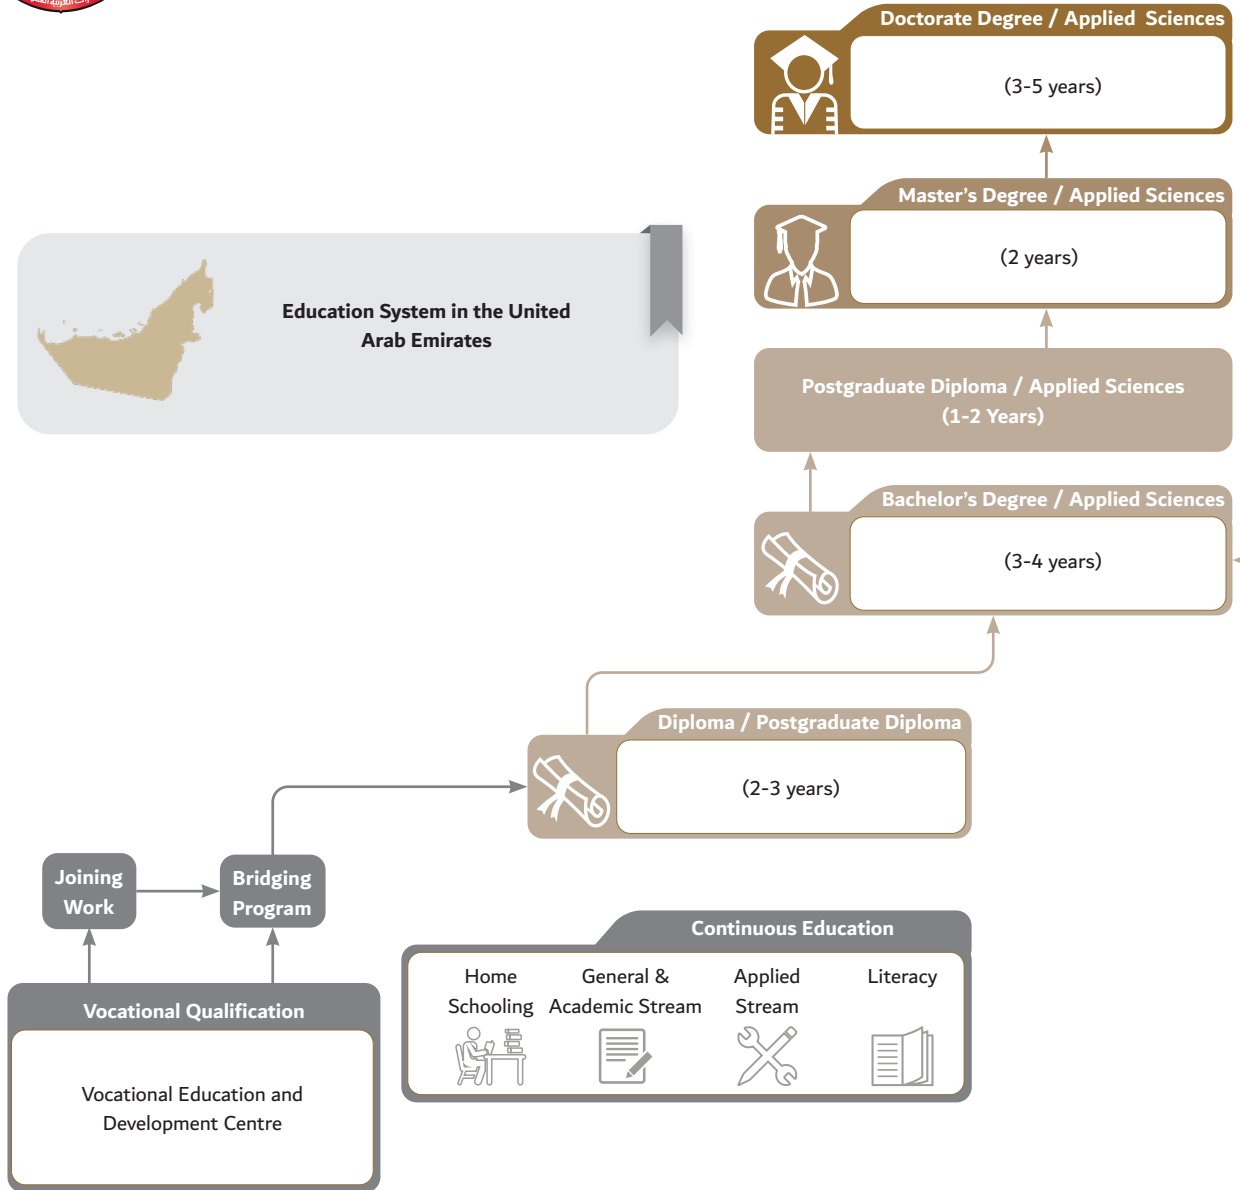 Doctorate Degree / Applied Sciences
(3-5 years)
Master's Degree / Applied Sciences
(2 years)
Education System in the United
Arab Emirates
Postgraduate Diploma / Applied Sciences
(1-2 Years)
Bachelor's Degree / Applied Sciences
(3-4 years)
Diploma / Postgraduate Diploma
(2-3 years)
Joining
Work
Bridging
Program
Continuous Education
Home
Schooling
General &
Academic Stream
Applied
Stream
Literacy
Vocational Qualification
Vocational Education and
Development Centre